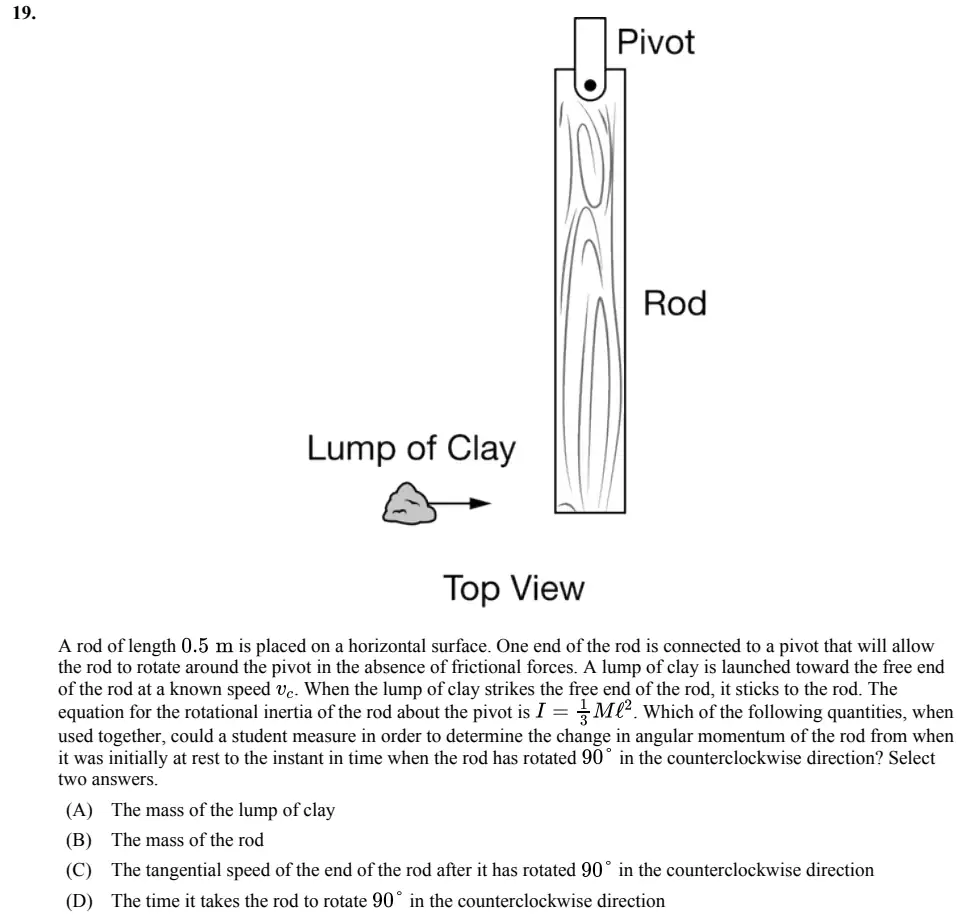 19.
Pivot
Rod
Lump of Clay
Top View
A rod of length 0.5 m is placed on a horizontal surface. One end of the rod is connected to a pivot that will allow
the rod to rotate around the pivot in the absence of frictional forces. A lump of clay is launched toward the free end
of the rod at a known speed v_c. When the lump of clay strikes the free end of the rod, it sticks to the rod. The
equation for the rotational inertia of the rod about the pivot is I = 1/3 Mℓ². Which of the following quantities, when
used together, could a student measure in order to determine the change in angular momentum of the rod from when
it was initially at rest to the instant in time when the rod has rotated 90° in the counterclockwise direction? Select
two answers.
(A) The mass of the lump of clay
(B) The mass of the rod
(C) The tangential speed of the end of the rod after it has rotated 90° in the counterclockwise direction
(D) The time it takes the rod to rotate 90° in the counterclockwise direction